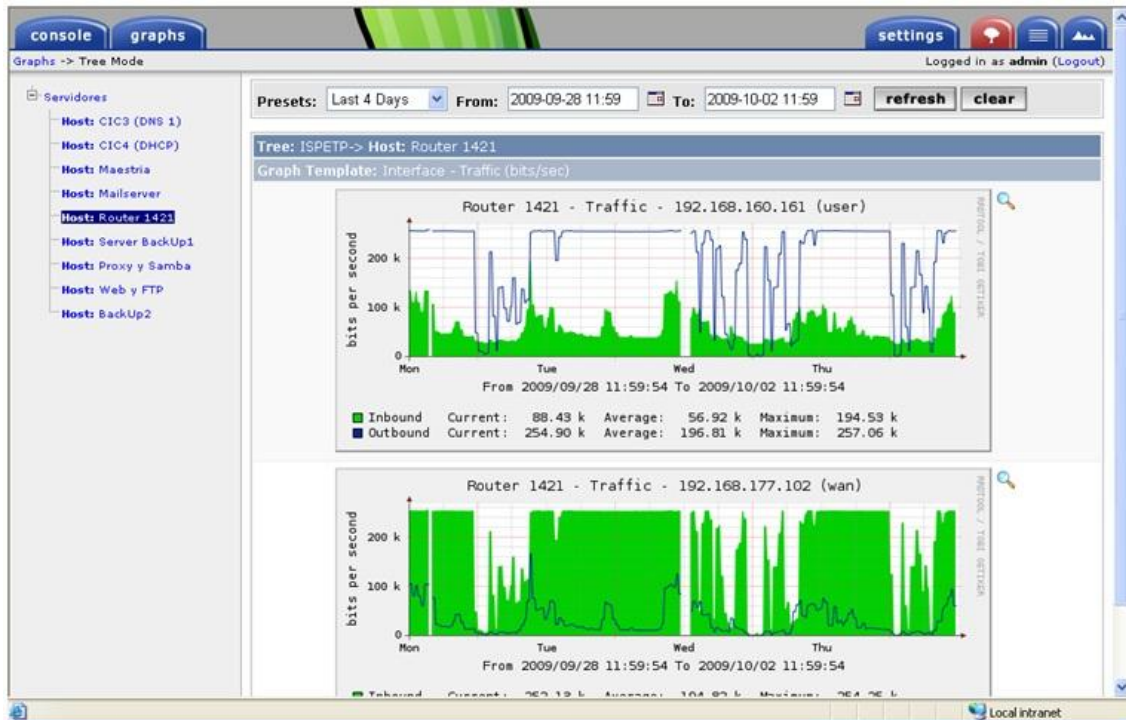 console graphs settings
Graphs -> Tree Mode Logged in as admin (Logout)
Servidores
Host: CIC3 (DNS 1)
Host: CIC4 (DHCP)
Host: Maestria
Host: Mailserver
Host: Router 1421
Host: Server BackUp1
Host: Proxy y Samba
Host: Web y FTP
Host: BackUp2
Presets: Last 4 Days From: 2009-09-28 11:59 To: 2009-10-02 11:59 refresh clear
Tree: ISPETP-> Host: Router 1421
Graph Template: Interface - Traffic (bits/sec)
Router 1421 - Traffic - 192.168.160.161 (user)
RRDTOOL / TOBI OETIKER
bits per second
200 k
100 k
0
Mon Tue Wed Thu
From 2009/09/28 11:59:54 To 2009/10/02 11:59:54
Inbound Current: 88.43 k Average: 56.92 k Maximum: 194.53 k
Outbound Current: 254.90 k Average: 196.81 k Maximum: 257.06 k
Router 1421 - Traffic - 192.168.177.102 (wan)
RRDTOOL / TOBI OETIKER
bits per second
200 k
100 k
0
Mon Tue Wed Thu
From 2009/09/28 11:59:54 To 2009/10/02 11:59:54
Inbound Current: Average: Maximum:
Local intranet